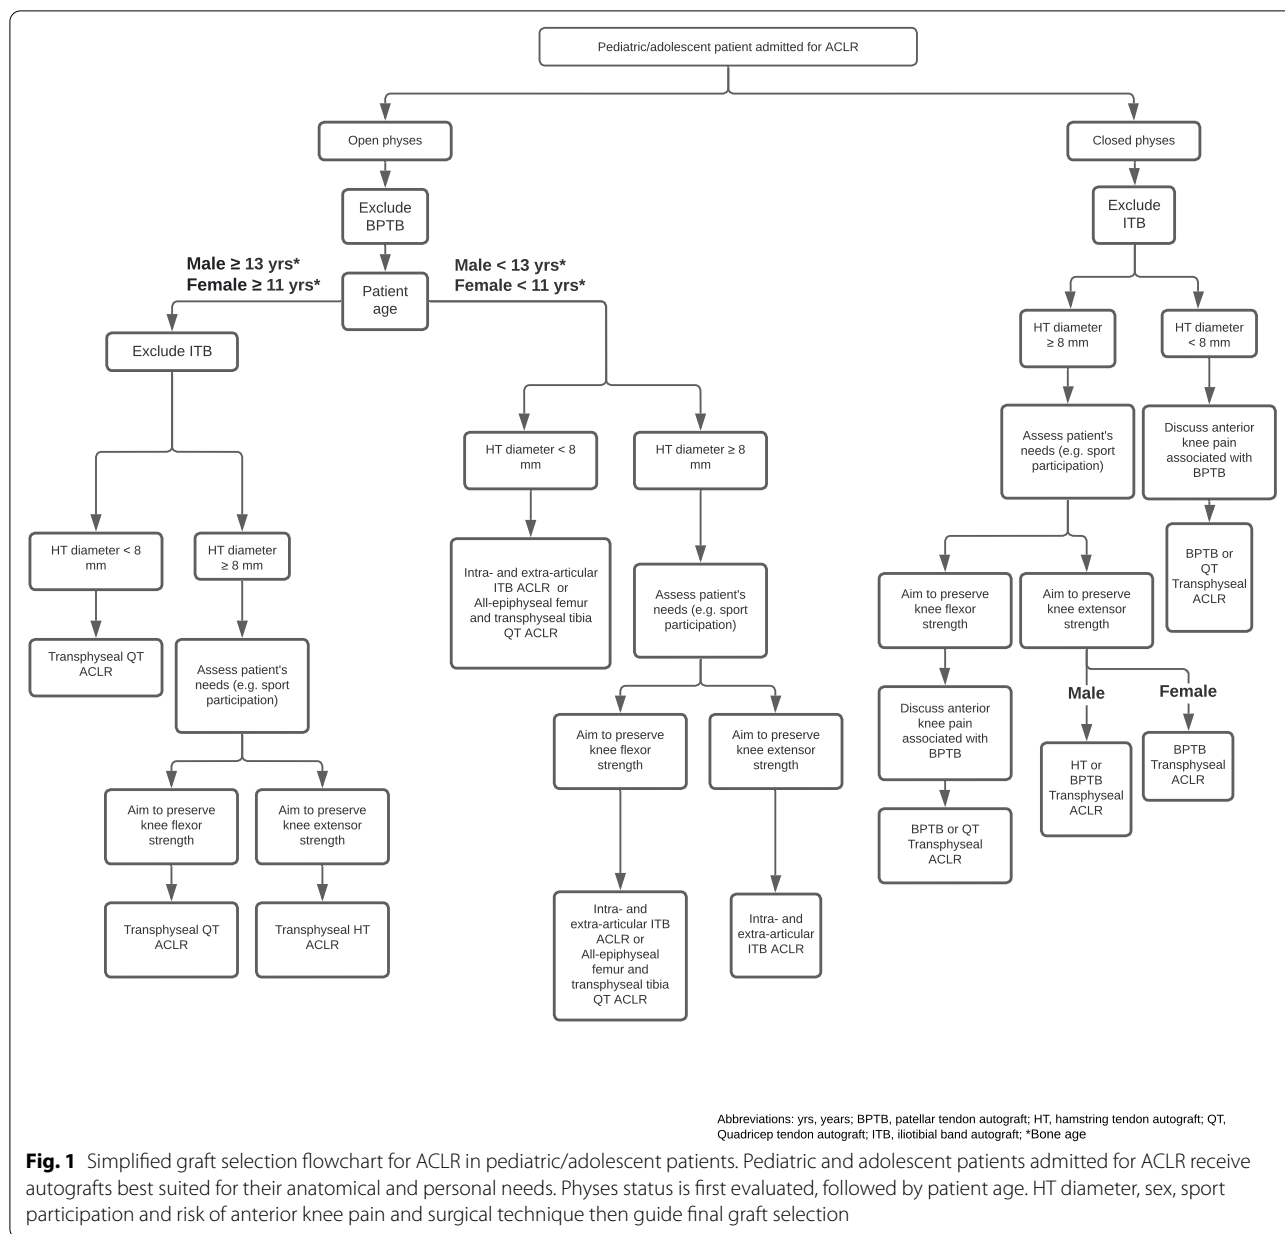 Pediatric/adolescent patient admitted for ACLR
Open physes
Closed physes
Exclude
BPTB
Exclude
ITB
Male ≥ 13 yrs*
Female ≥ 11 yrs*
Male < 13 yrs*
Female < 11 yrs*
Patient
age
Exclude ITB
HT diameter
≥ 8 mm
HT diameter
< 8 mm
HT diameter < 8
mm
HT diameter ≥ 8
mm
Assess patient's
needs (e.g. sport
participation)
Discuss anterior
knee pain
associated with
BPTB
HT diameter < 8
mm
HT diameter
≥ 8 mm
Intra- and extra-articular
ITB ACLR or
All-epiphyseal femur
and transphyseal tibia
QT ACLR
Assess patient's
needs (e.g. sport
participation)
BPTB or
QT
Transphyseal
ACLR
Aim to preserve
knee flexor
strength
Aim to preserve
knee extensor
strength
Transphyseal QT
ACLR
Assess patient's
needs (e.g. sport
participation)
Male
Female
Aim to preserve
knee flexor
strength
Aim to preserve
knee extensor
strength
Discuss anterior
knee pain
associated with
BPTB
HT or
BPTB
Transphyseal
ACLR
BPTB
Transphyseal
ACLR
Aim to preserve
knee flexor
strength
Aim to preserve
knee extensor
strength
BPTB or QT
Transphyseal
ACLR
Transphyseal QT
ACLR
Transphyseal HT
ACLR
Intra- and
extra-articular ITB
ACLR or
All-epiphyseal
femur and
transphyseal tibia
QT ACLR
Intra- and
extra-articular
ITB ACLR
Abbreviations: yrs, years; BPTB, patellar tendon autograft; HT, hamstring tendon autograft; QT,
Quadricep tendon autograft; ITB, iliotibial band autograft; *Bone age
Fig. 1 Simplified graft selection flowchart for ACLR in pediatric/adolescent patients. Pediatric and adolescent patients admitted for ACLR receive
autografts best suited for their anatomical and personal needs. Physes status is first evaluated, followed by patient age. HT diameter, sex, sport
participation and risk of anterior knee pain and surgical technique then guide final graft selection